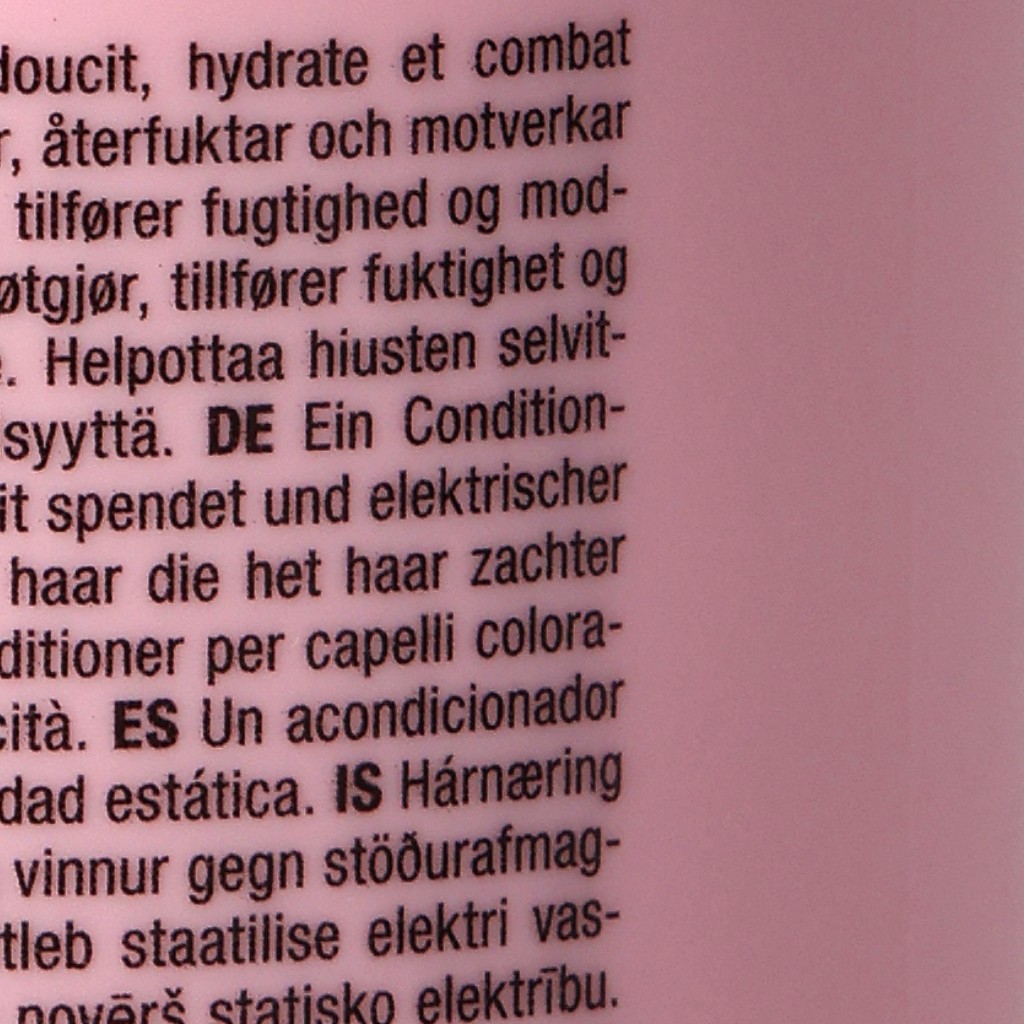 doucit, hydrate et combat
r, återfuktar och motverkar
tilfører fugtighed og mod-
øtgjør, tillfører fuktighet og
e. Helpottaa hiusten selvit-
syyttä. DE Ein Condition-
it spendet und elektrischer
haar die het haar zachter
ditioner per capelli colora-
cità. ES Un acondicionador
dad estática. IS Hárnæring
vinnur gegn stöðurafmag-
tleb staatilise elektri vas-
novērš statisko elektrību.